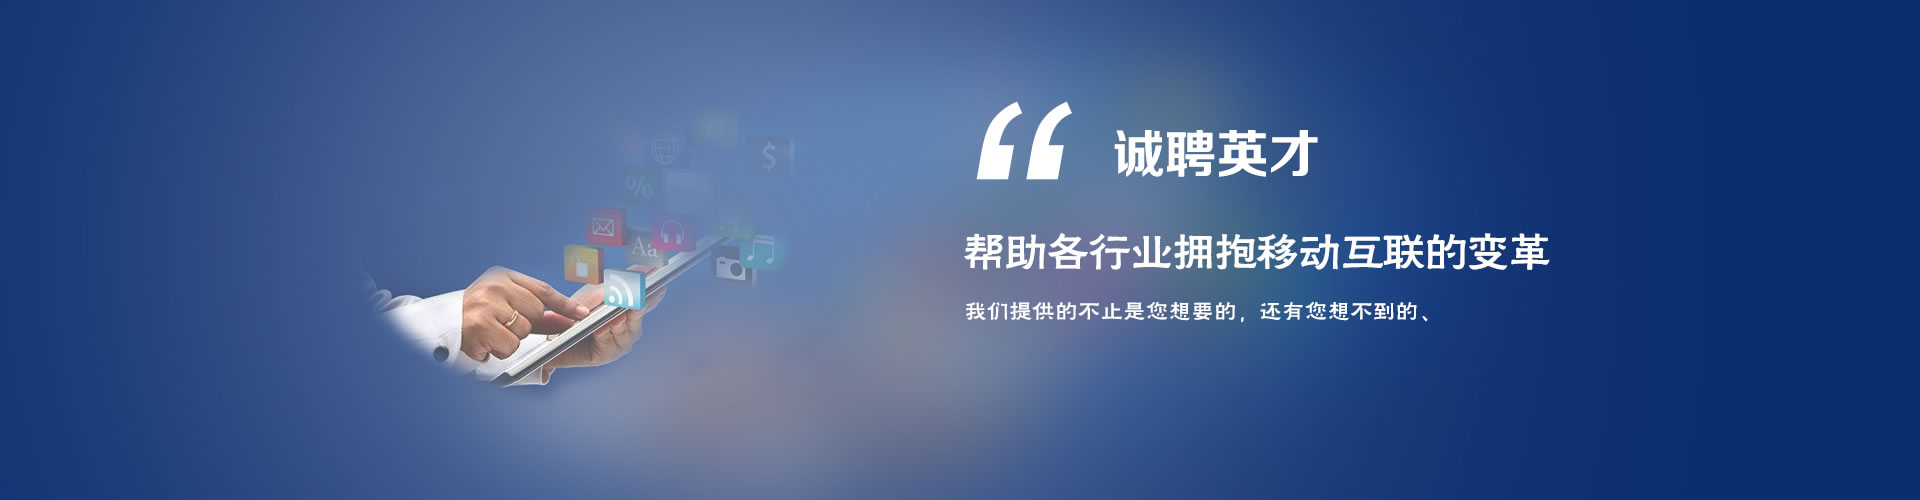 “ 诚聘英才
帮助各行业拥抱移动互联的变革
我们提供的不止是您想要的，还有您想不到的、
%
$
Aa